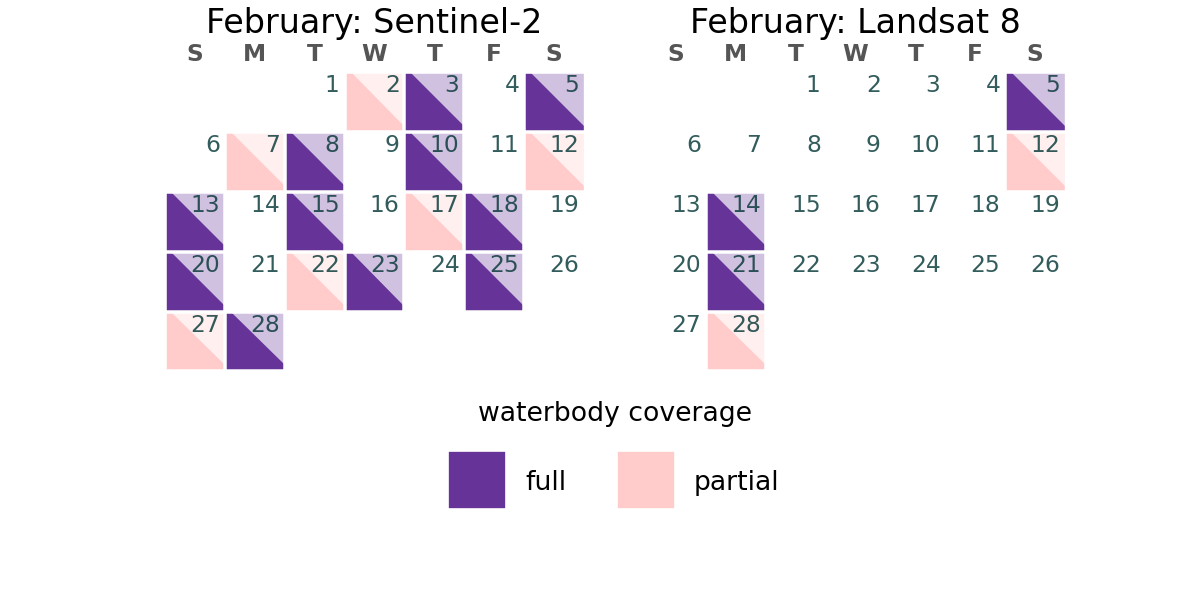 February: Sentinel-2
S M T W T F S
1 2 3 4 5
6 7 8 9 10 11 12
13 14 15 16 17 18 19
20 21 22 23 24 25 26
27 28
February: Landsat 8
S M T W T F S
1 2 3 4 5
6 7 8 9 10 11 12
13 14 15 16 17 18 19
20 21 22 23 24 25 26
27 28
waterbody coverage
full partial